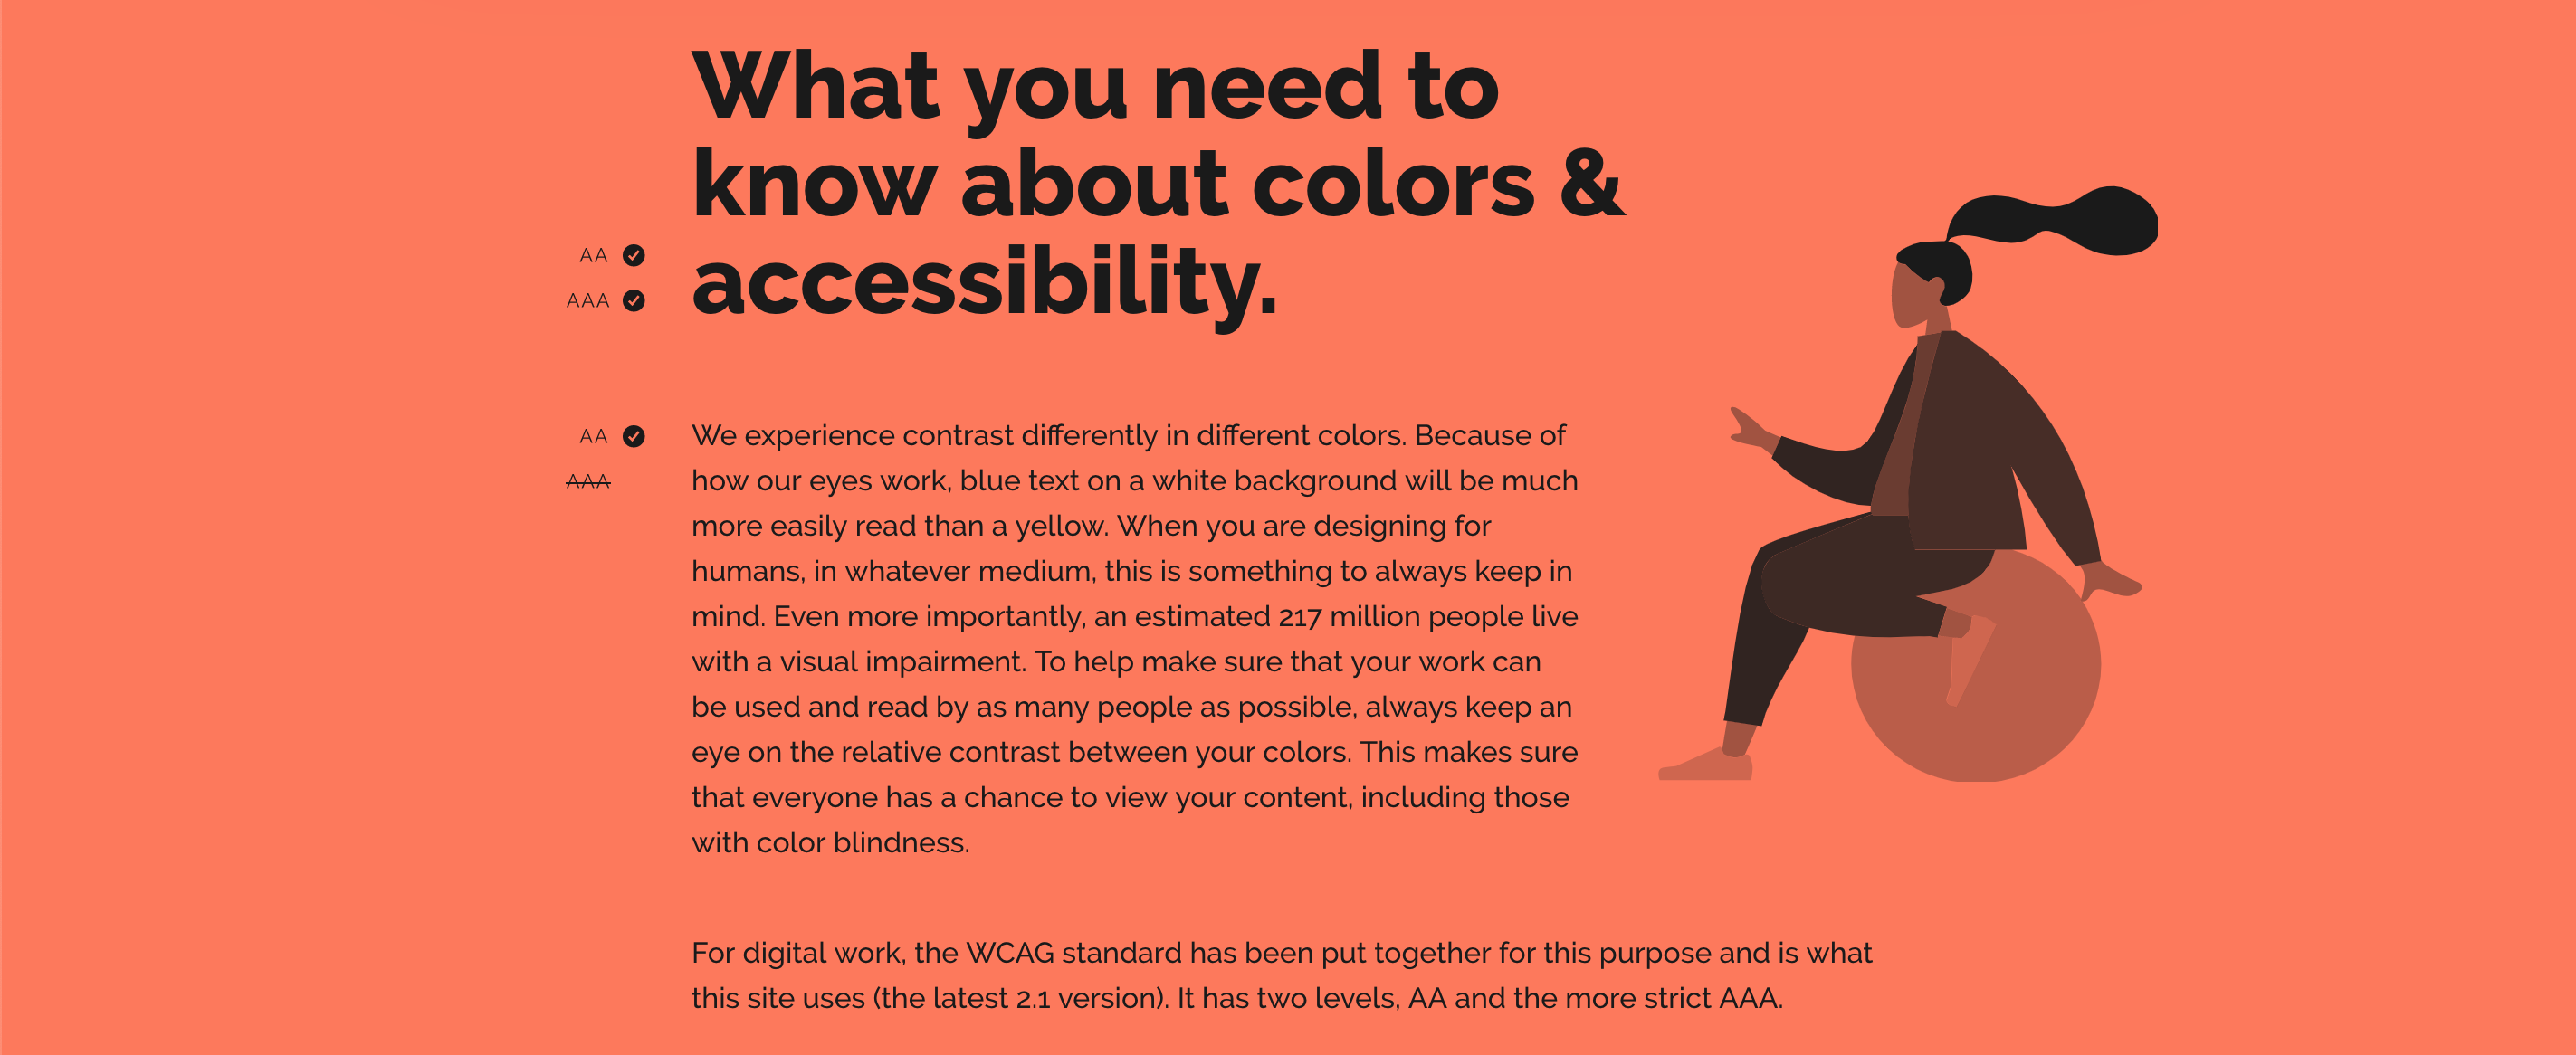 What you need to
know about colors &
accessibility.
AA
AAA
AA
AAA
We experience contrast differently in different colors. Because of
how our eyes work, blue text on a white background will be much
more easily read than a yellow. When you are designing for
humans, in whatever medium, this is something to always keep in
mind. Even more importantly, an estimated 217 million people live
with a visual impairment. To help make sure that your work can
be used and read by as many people as possible, always keep an
eye on the relative contrast between your colors. This makes sure
that everyone has a chance to view your content, including those
with color blindness.
For digital work, the WCAG standard has been put together for this purpose and is what
this site uses (the latest 2.1 version). It has two levels, AA and the more strict AAA.